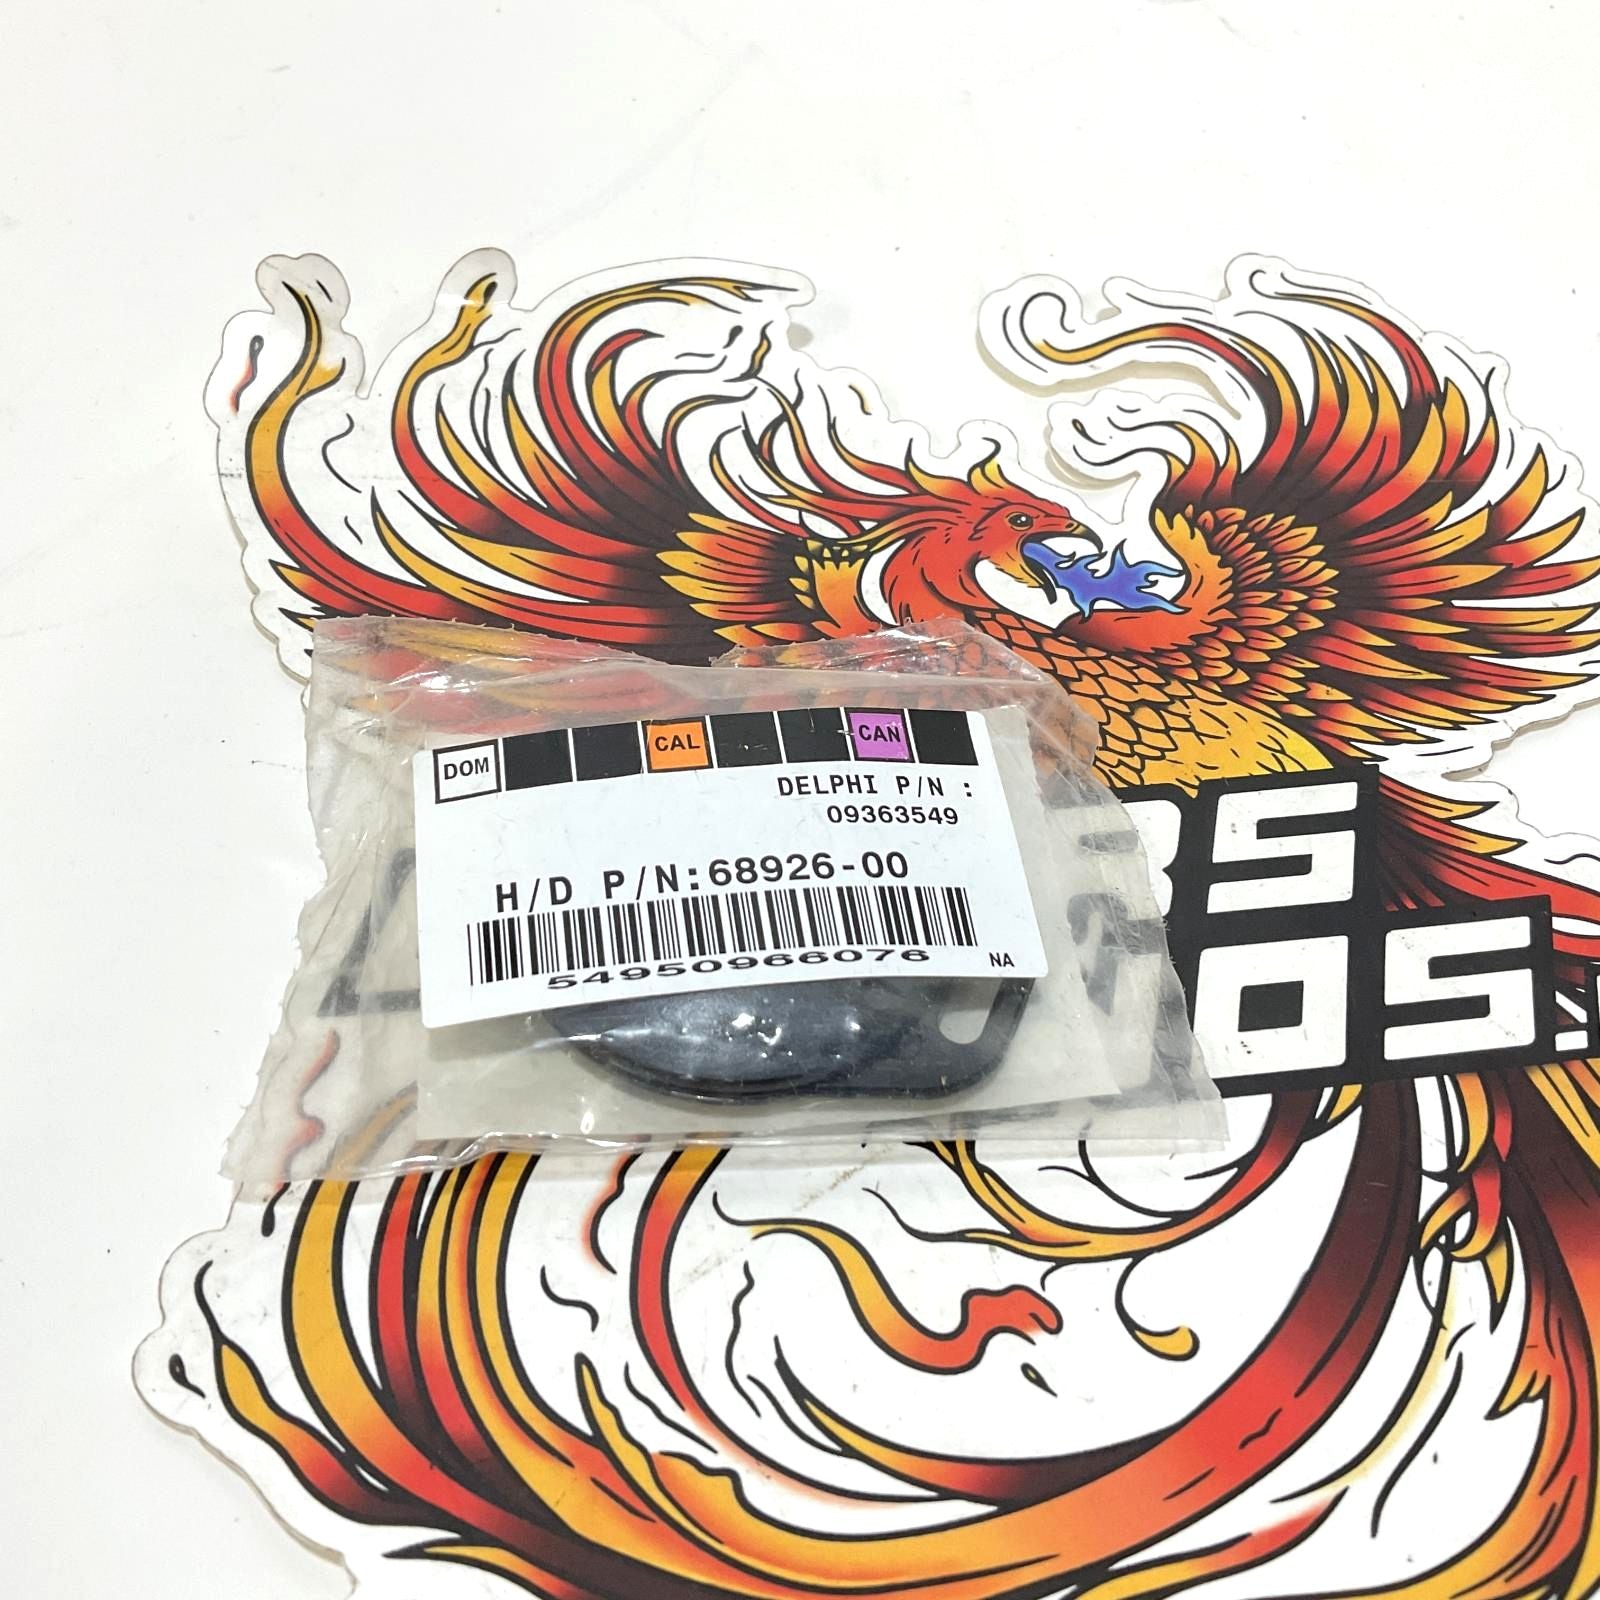 DOM CAL CAN
DELPHI P/N :
09363549
H/D P/N:68926-00
54950966076
NA